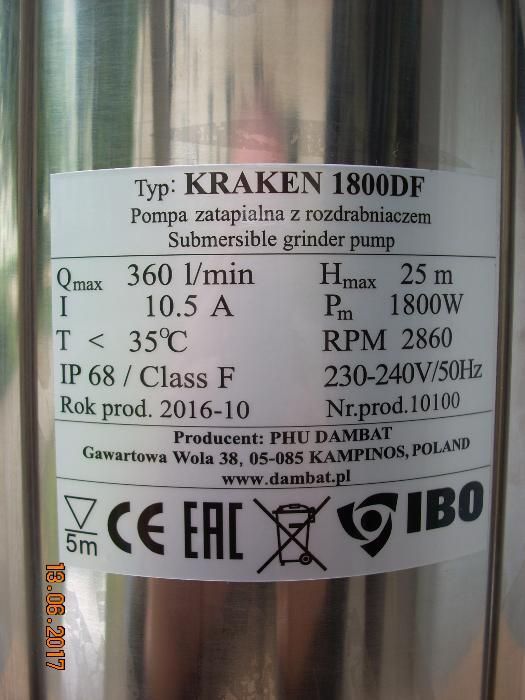 Typ: KRAKEN 1800DF
Pompa zatapialna z rozdrabniaczem
Submersible grinder pump
Qmax 360 l/min Hmax 25 m
I 10.5 A Pm 1800W
T < 35°C RPM 2860
IP 68 / Class F 230-240V/50Hz
Rok prod. 2016-10 Nr.prod.10100
Producent: PHU DAMBAT
Gawartowa Wola 38, 05-085 KAMPINOS, POLAND
www.dambat.pl
5m CE EAC IBO
13.06.2017